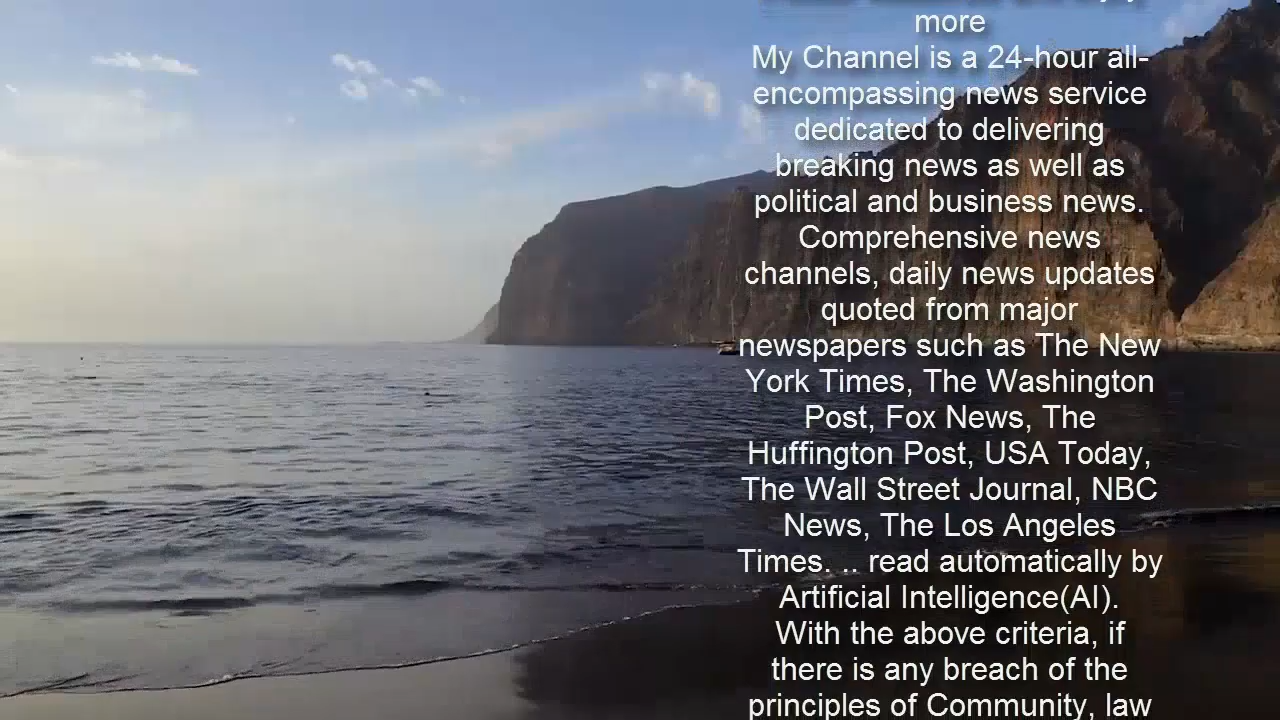 more
My Channel is a 24-hour all-
encompassing news service
dedicated to delivering
breaking news as well as
political and business news.
Comprehensive news
channels, daily news updates
quoted from major
newspapers such as The New
York Times, The Washington
Post, Fox News, The
Huffington Post, USA Today,
The Wall Street Journal, NBC
News, The Los Angeles
Times. .. read automatically by
Artificial Intelligence(AI).
With the above criteria, if
there is any breach of the
principles of Community, law